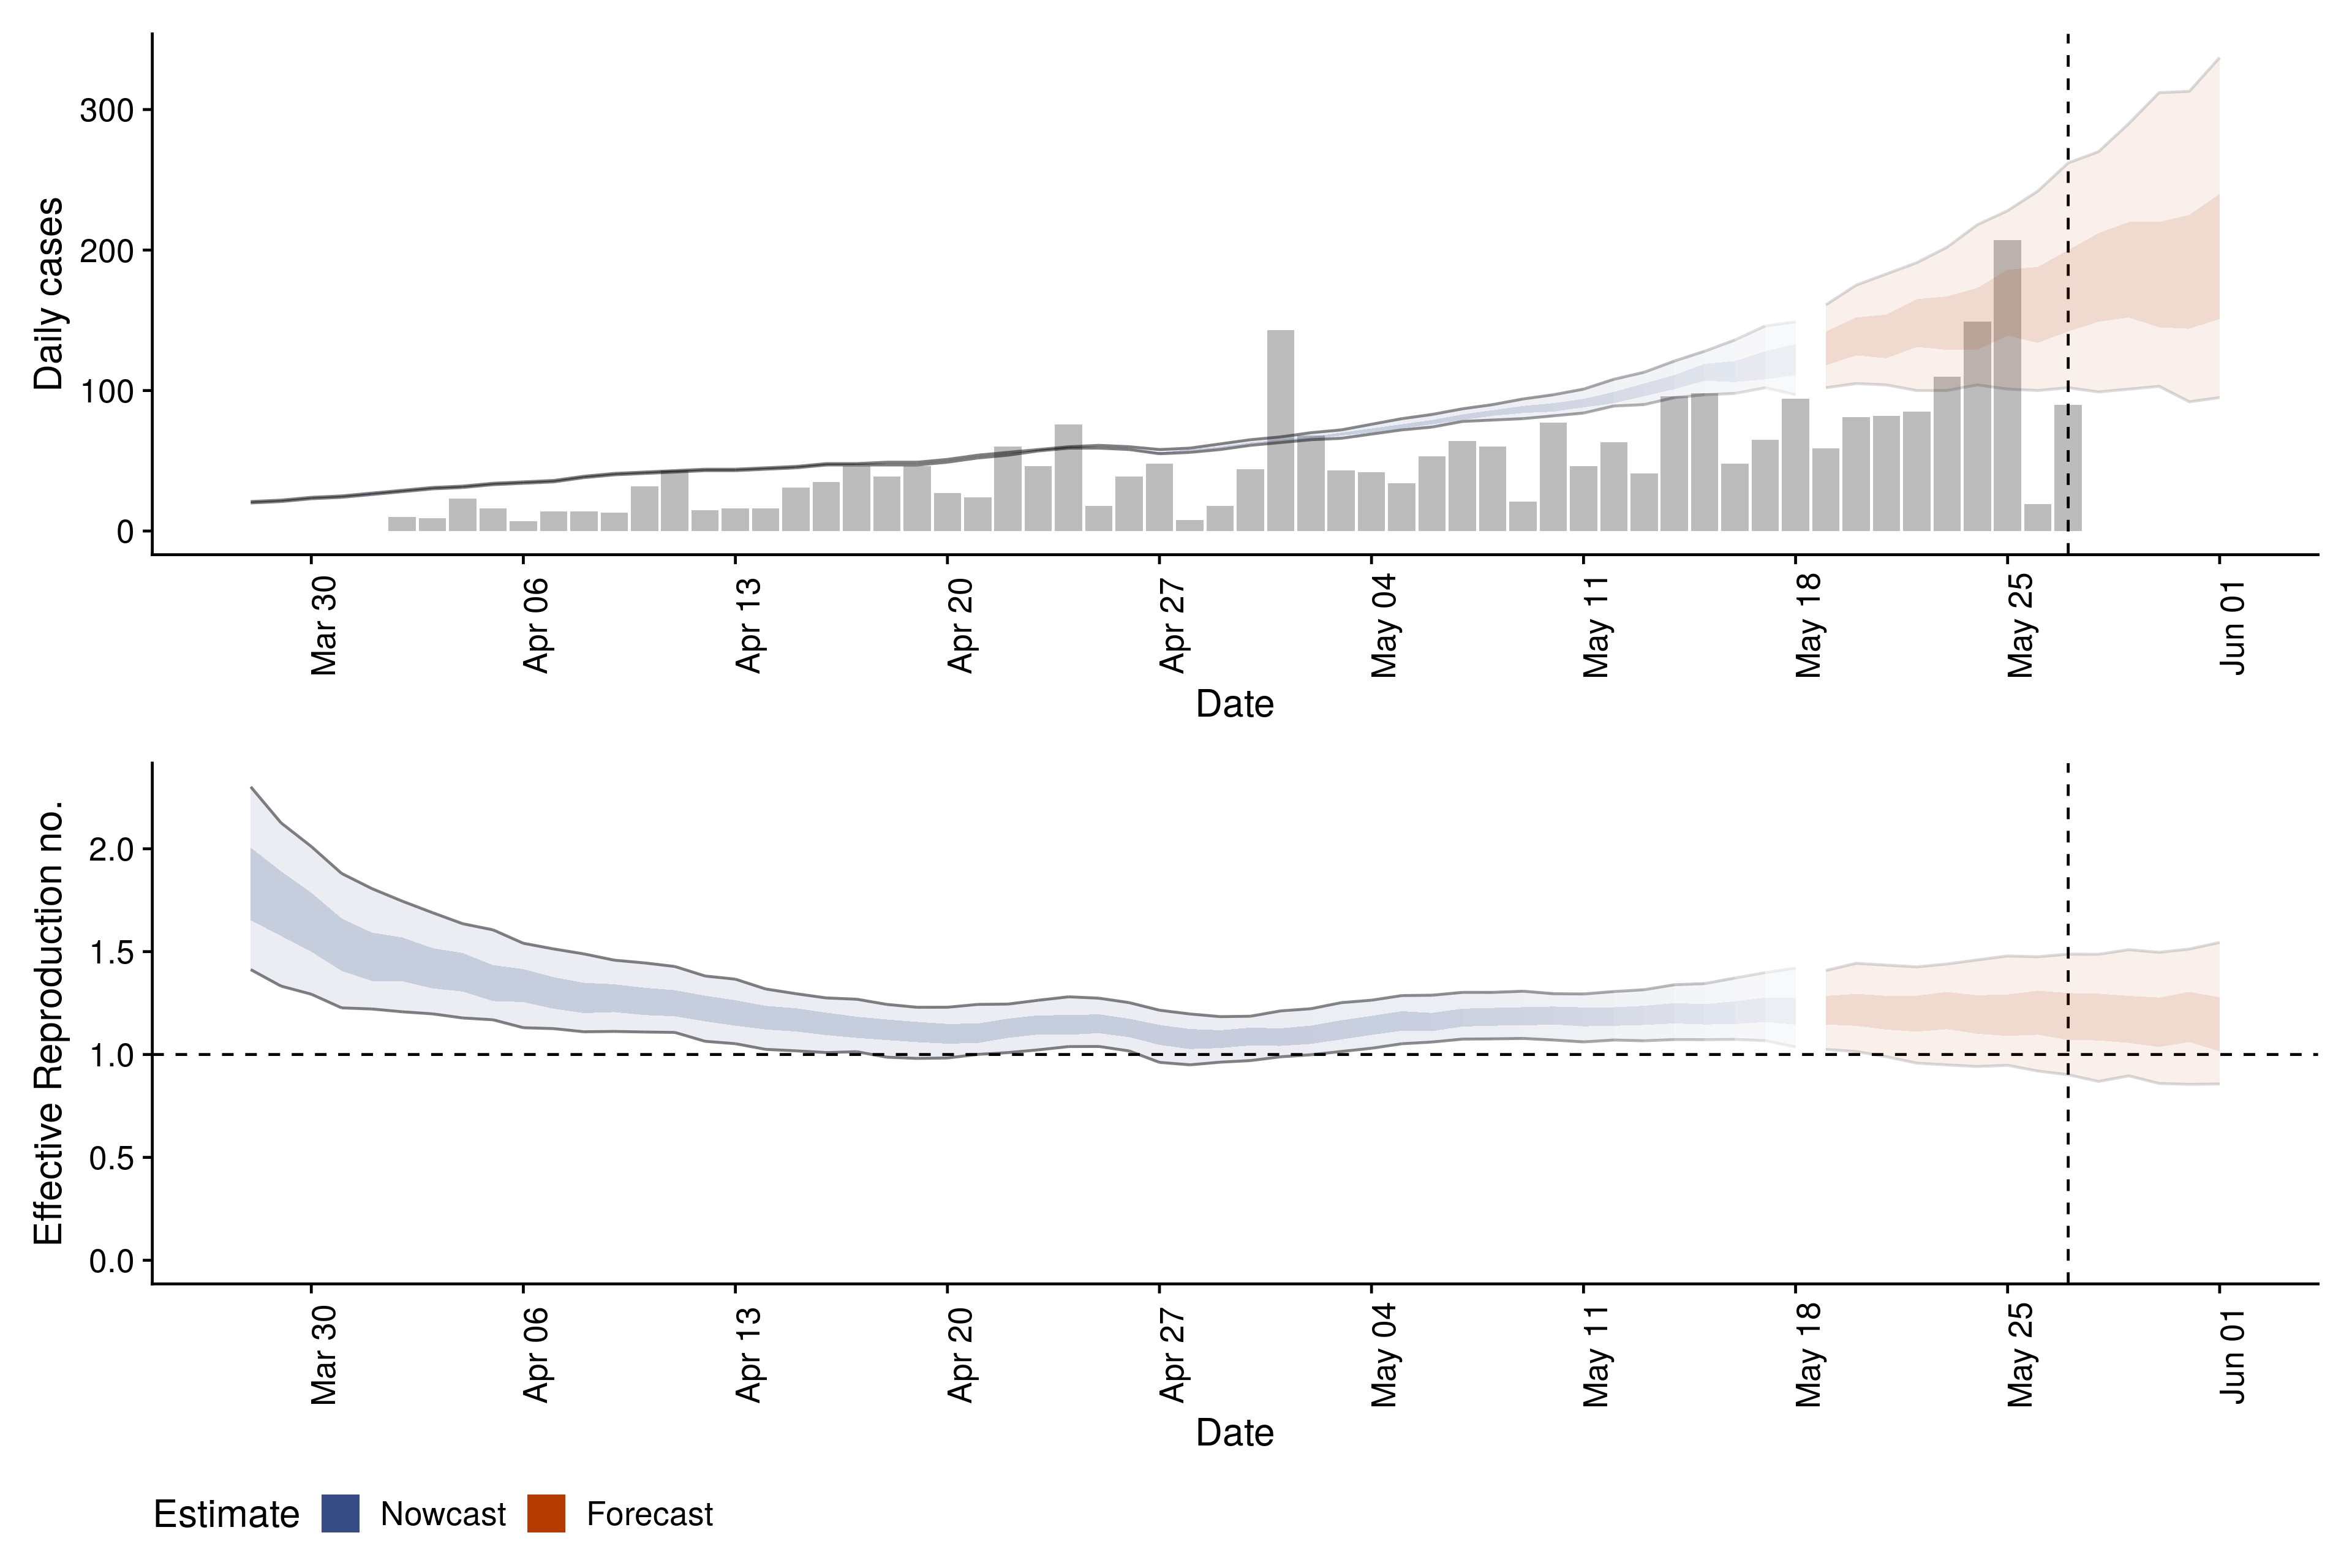 Daily cases
300
200
100
0
Mar 30
Apr 06
Apr 13
Apr 20
Apr 27
May 04
May 11
May 18
May 25
Jun 01
Date
Effective Reproduction no.
2.0
1.5
1.0
0.5
0.0
Mar 30
Apr 06
Apr 13
Apr 20
Apr 27
May 04
May 11
May 18
May 25
Jun 01
Date
Estimate Nowcast Forecast